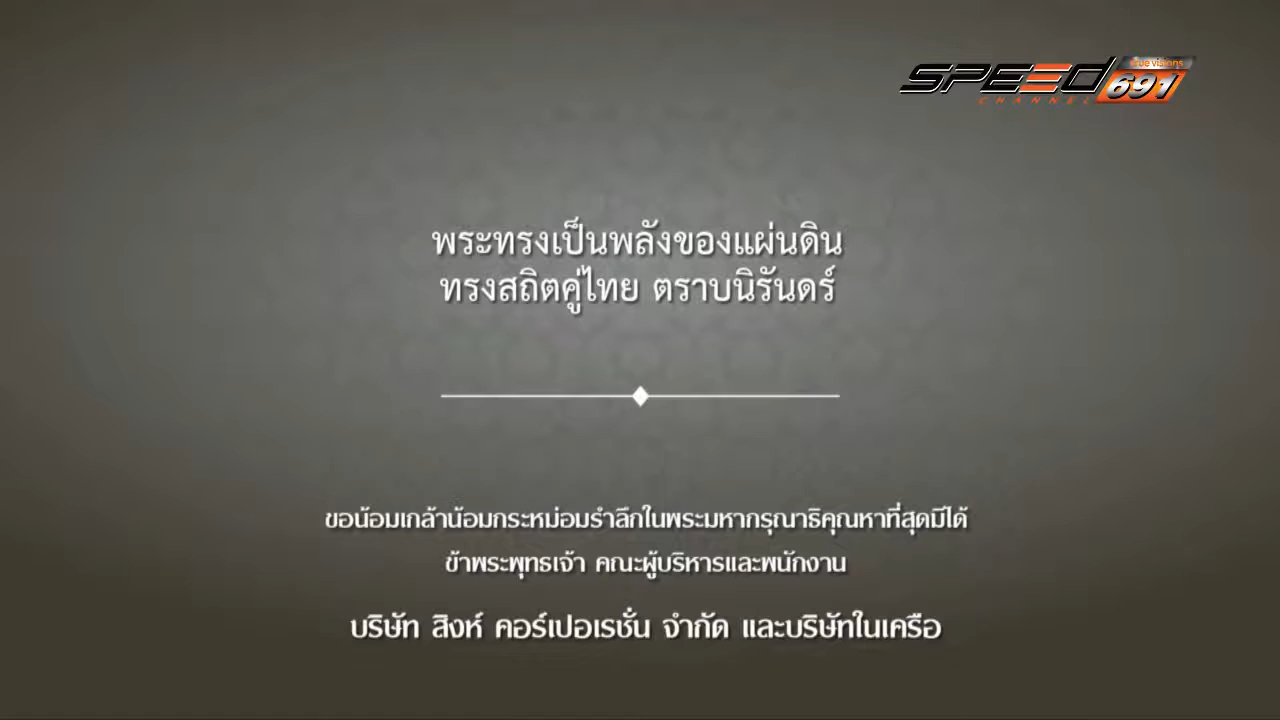 true visions
SPEED 691
CHANNEL
พระทรงเป็นพลังของแผ่นดิน
ทรงสถิตคู่ไทย ตราบนิรันดร์
ขอน้อมเกล้าน้อมกระหม่อมรำลึกในพระมหากรุณาธิคุณหาที่สุดมิได้
ข้าพระพุทธเจ้า คณะผู้บริหารและพนักงาน
บริษัท สิงห์ คอร์เปอเรชั่น จำกัด และบริษัทในเครือ